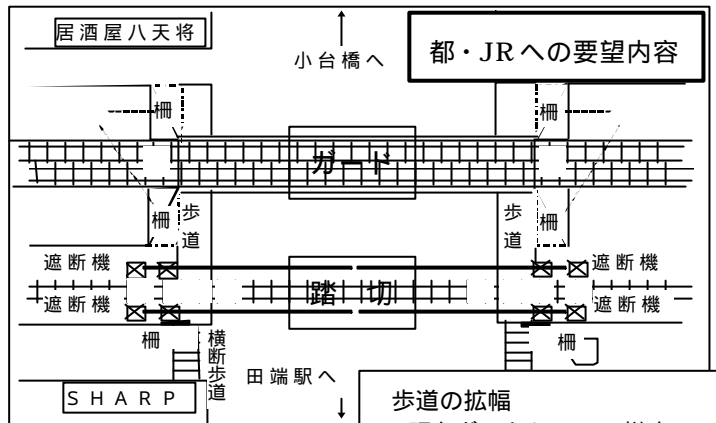 居酒屋八天将
小台橋へ
都・JRへの要望内容
柵
柵
ガード
柵
歩道
歩道
柵
遮断機
遮断機
遮断機
踏切
遮断機
柵
横断歩道
柵
田端駅へ
SHARP
歩道の拡幅